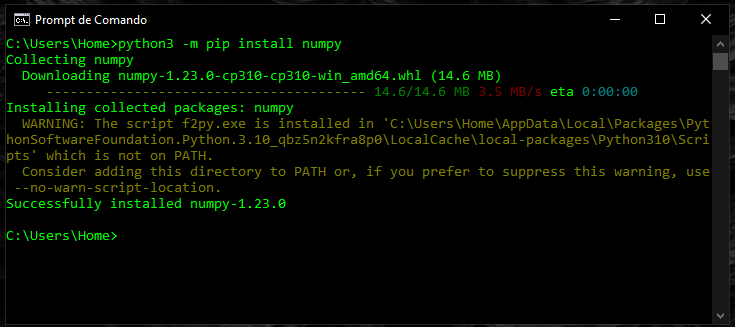 Prompt de Comando
C:\Users\Home>python3 -m pip install numpy
Collecting numpy
  Downloading numpy-1.23.0-cp310-cp310-win_amd64.whl (14.6 MB)
     ---------------------------------------- 14.6/14.6 MB 3.5 MB/s eta 0:00:00
Installing collected packages: numpy
  WARNING: The script f2py.exe is installed in 'C:\Users\Home\AppData\Local\Packages\Pyt
honSoftwareFoundation.Python.3.10_qbz5n2kfra8p0\LocalCache\local-packages\Python310\Scri
pts' which is not on PATH.
  Consider adding this directory to PATH or, if you prefer to suppress this warning, use
 --no-warn-script-location.
Successfully installed numpy-1.23.0
C:\Users\Home>